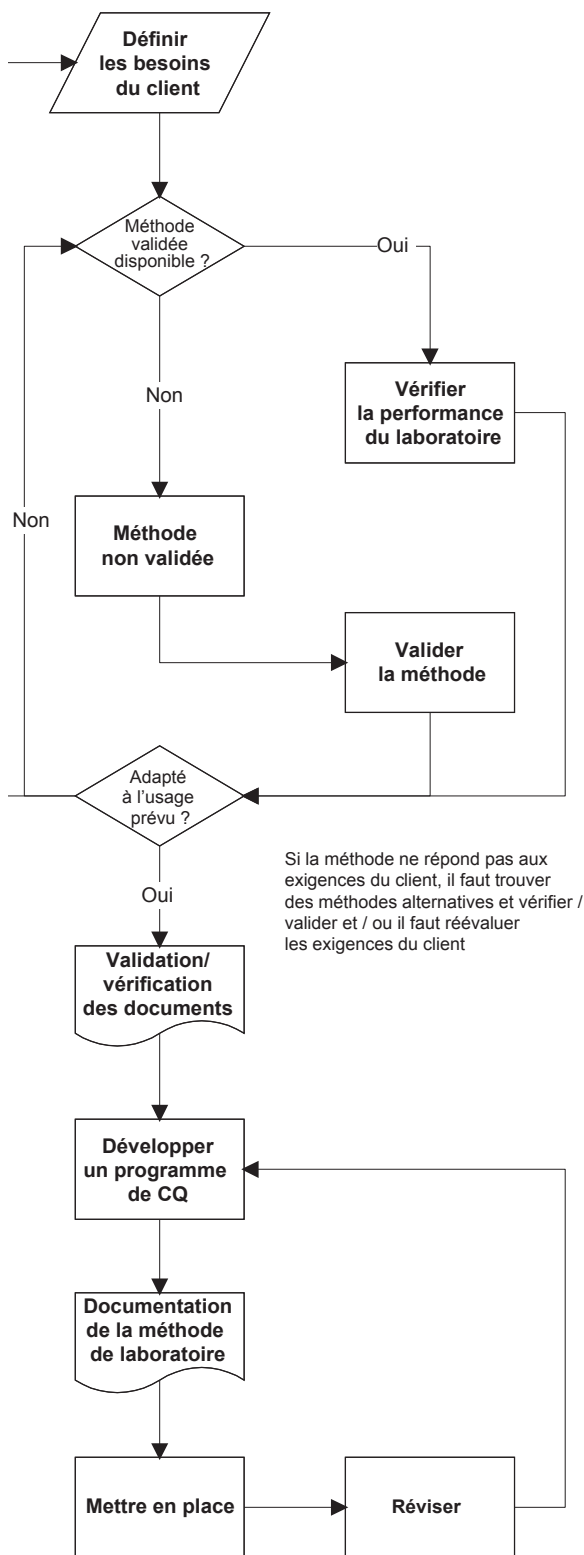 Définir
les besoins
du client
Méthode
validée
disponible ?
Oui
Non
Vérifier
la performance
du laboratoire
Non
Méthode
non validée
Valider
la méthode
Adapté
à l'usage
prévu ?
Si la méthode ne répond pas aux
exigences du client, il faut trouver
des méthodes alternatives et vérifier /
valider et / ou il faut réévaluer
les exigences du client
Oui
Validation/
vérification
des documents
Développer
un programme
de CQ
Documentation
de la méthode
de laboratoire
Mettre en place
Réviser